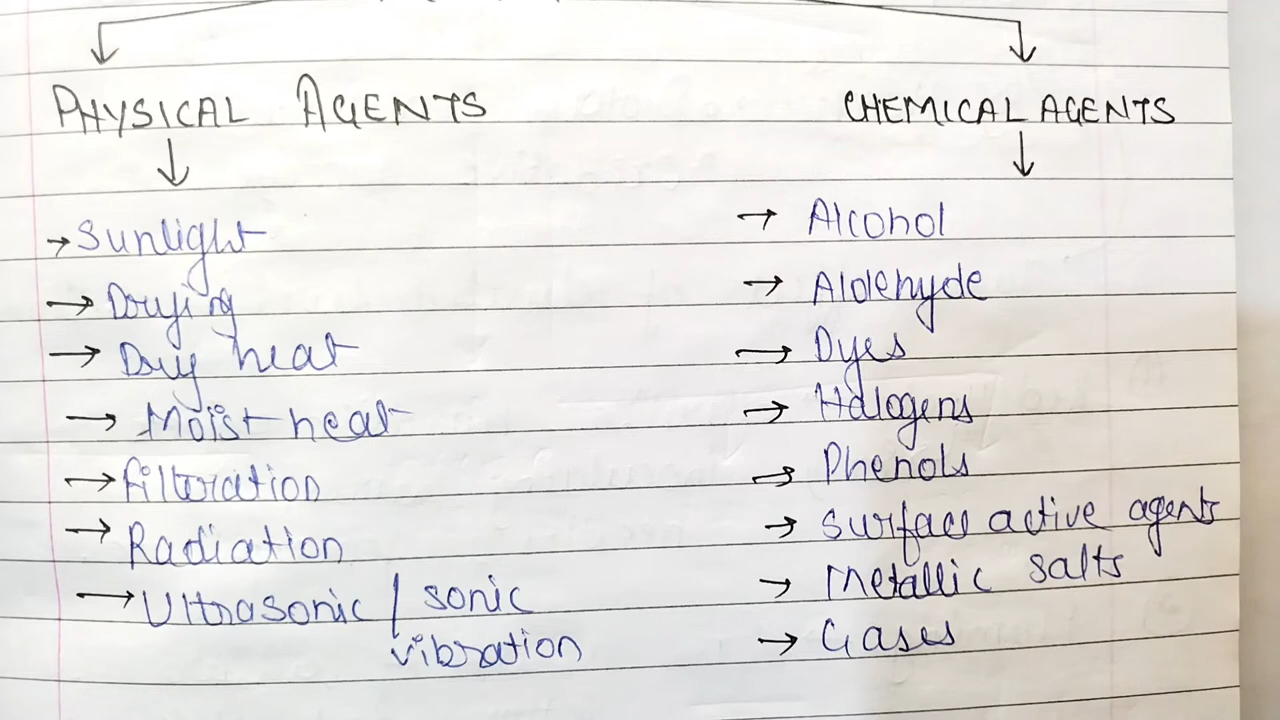 PHYSICAL AGENTS
→ Sunlight
→ Drying
→ Dry heat
→ Moist heat
→ filteration
→ Radiation
→ Ultrasonic / sonic
vibration
CHEMICAL AGENTS
→ Alcohol
→ Aldehyde
→ Dyes
→ Halogens
→ Phenols
→ Surface active agents
→ Metallic salts
→ Gases